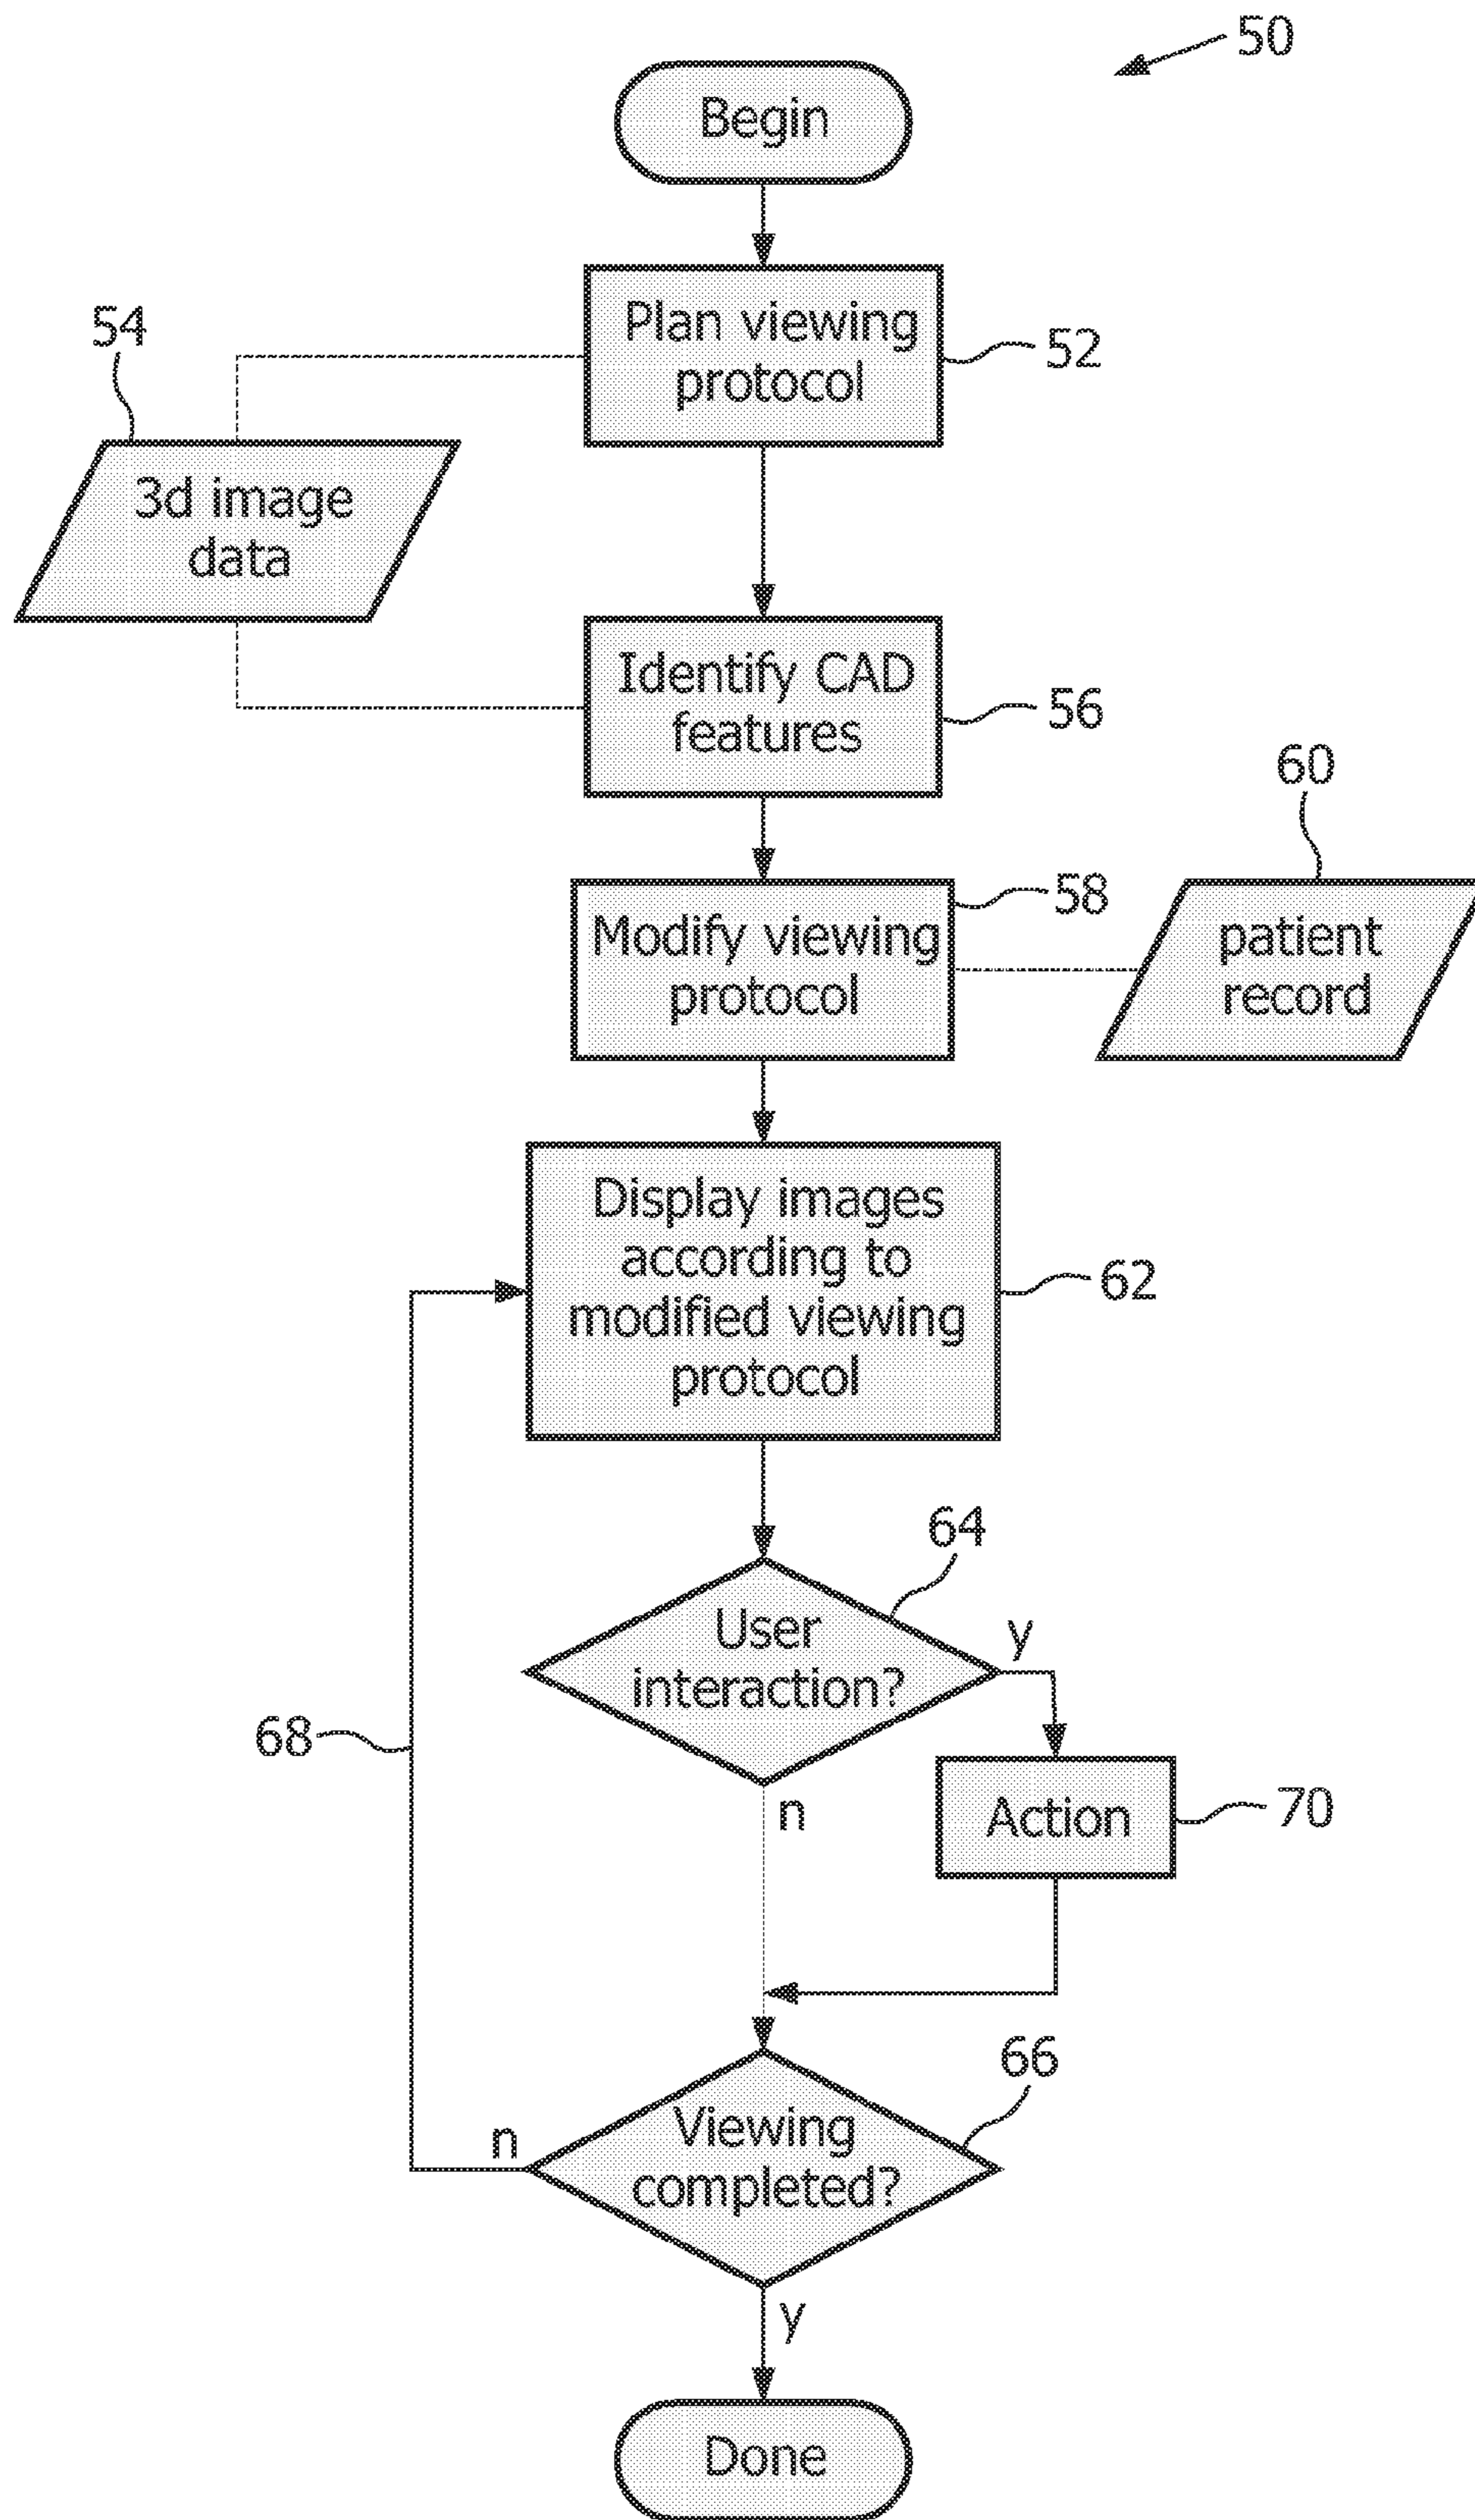 50
Begin
Plan viewing
protocol
52
54
3d image
data
Identify CAD
features
56
60
58
Modify viewing
protocol
patient
record
Display images
according to
modified viewing
protocol
62
64
User
interaction?
y
68
n
Action
70
66
n
Viewing
completed?
y
Done